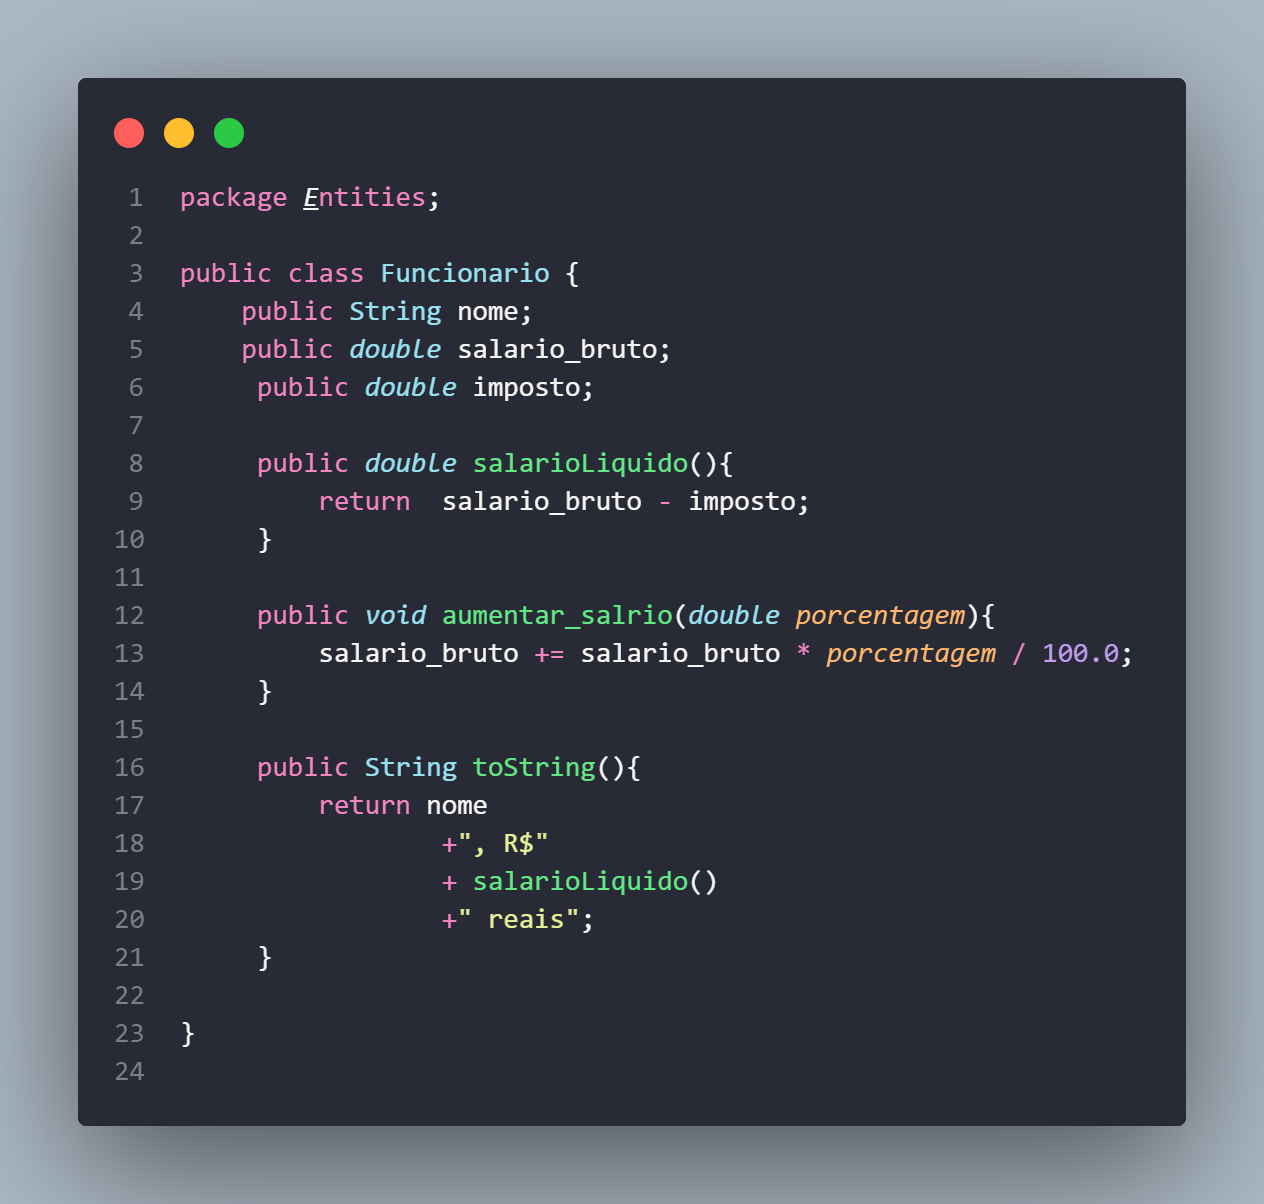 1 package Entities;
2
3 public class Funcionario {
4     public String nome;
5     public double salario_bruto;
6      public double imposto;
7
8      public double salarioLiquido(){
9          return  salario_bruto - imposto;
10      }
11
12      public void aumentar_salrio(double porcentagem){
13          salario_bruto += salario_bruto * porcentagem / 100.0;
14      }
15
16      public String toString(){
17          return nome
18                  +", R$"
19                  + salarioLiquido()
20                  +" reais";
21      }
22
23 }
24